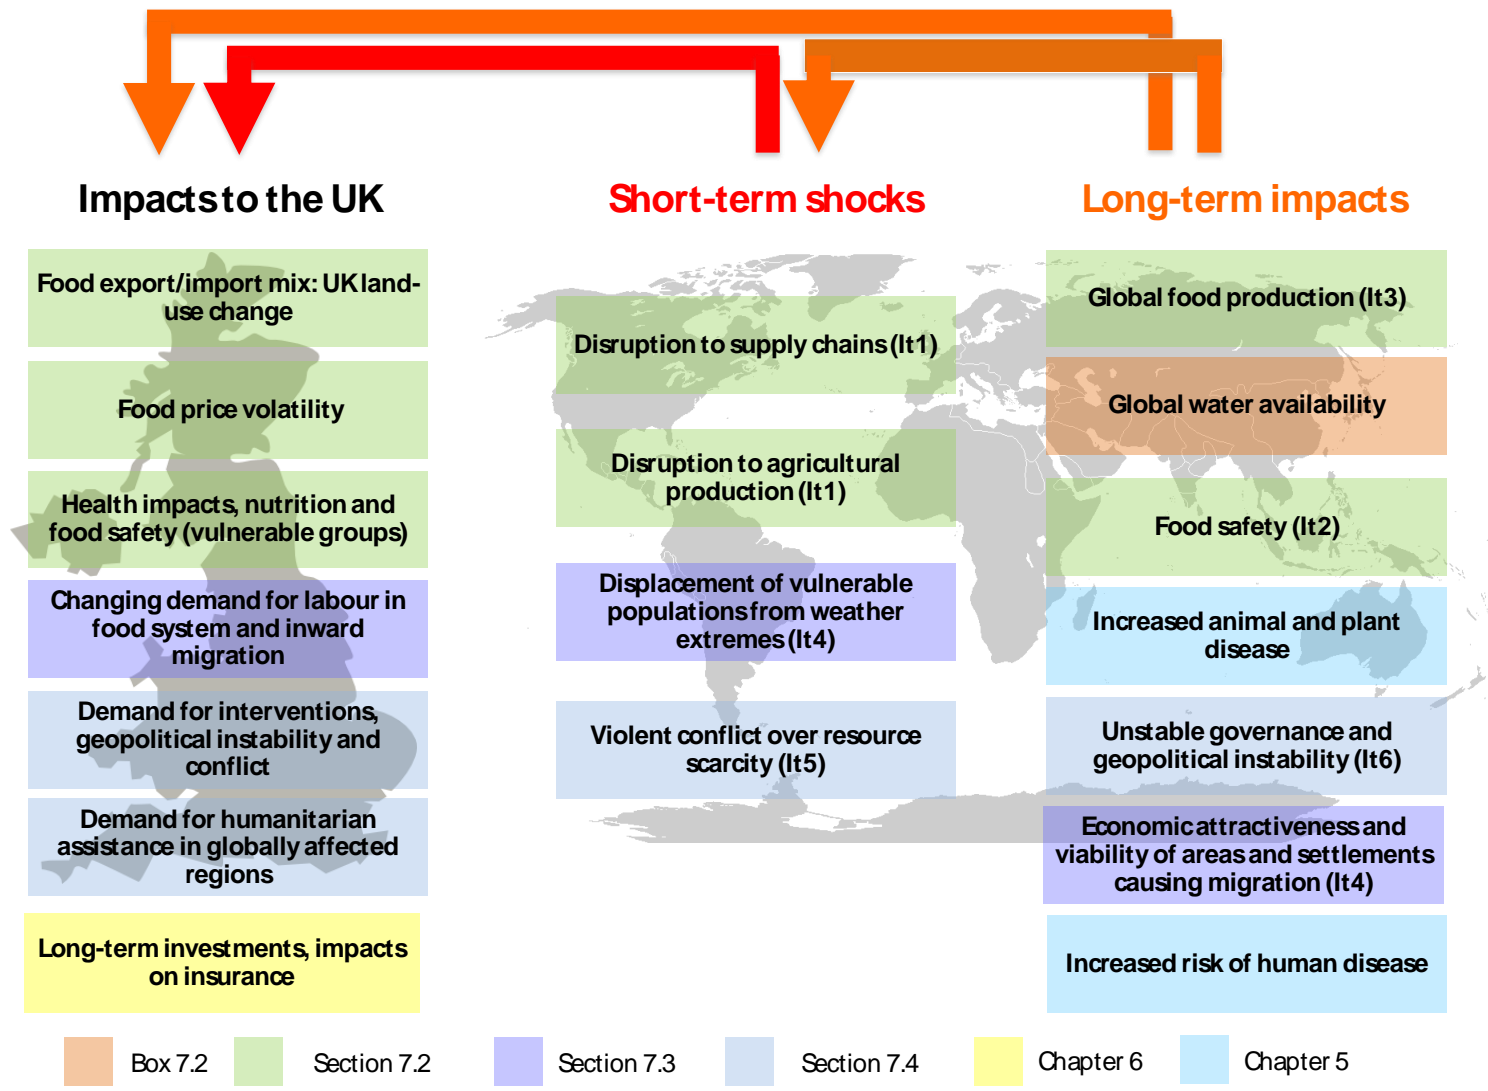 Impacts to the UK
Food export/import mix: UK land-
use change
Food price volatility
Health impacts, nutrition and
food safety (vulnerable groups)
Changing demand for labour in
food system and inward
migration
Demand for interventions,
geopolitical instability and
conflict
Demand for humanitarian
assistance in globally affected
regions
Long-term investments, impacts
on insurance
Short-term shocks
Disruption to supply chains (It1)
Disruption to agricultural
production (It1)
Displacement of vulnerable
populations from weather
extremes (It4)
Violent conflict over resource
scarcity (It5)
Long-term impacts
Global food production (It3)
Global water availability
Food safety (It2)
Increased animal and plant
disease
Unstable governance and
geopolitical instability (It6)
Economic attractiveness and
viability of areas and settlements
causing migration (It4)
Increased risk of human disease
Box 7.2
Section 7.2
Section 7.3
Section 7.4
Chapter 6
Chapter 5